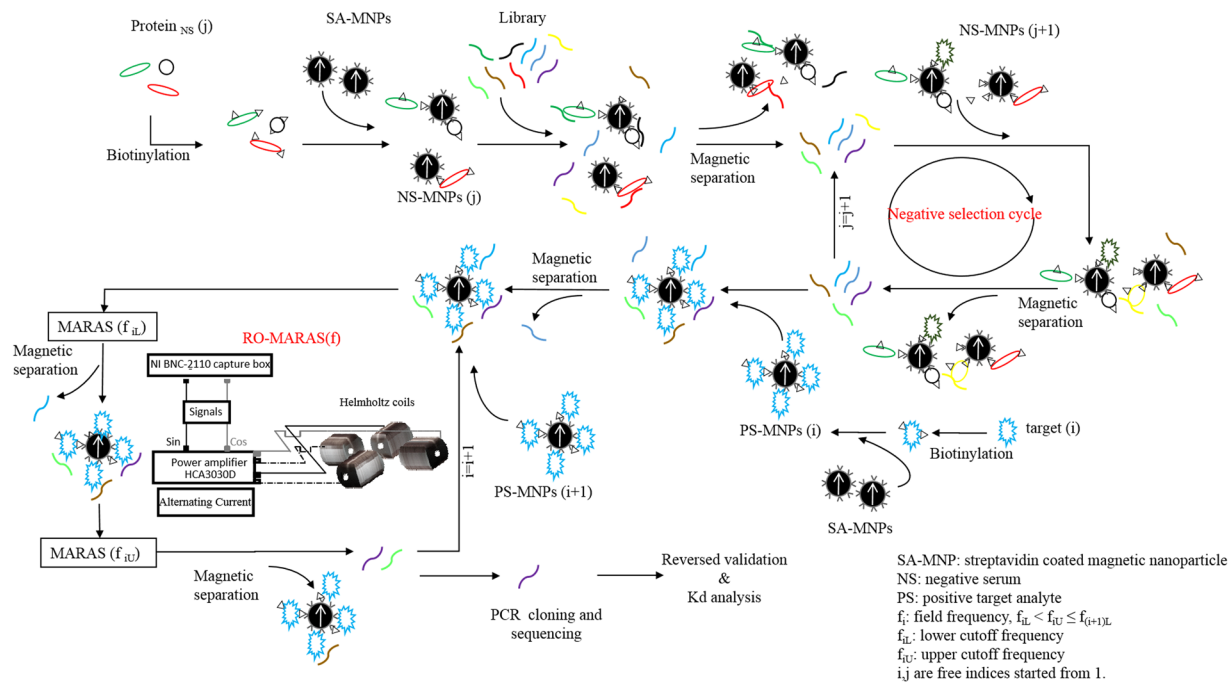 Protein NS (j)
SA-MNPs
Library
NS-MNPs (j+1)
Biotinylation
NS-MNPs (j)
Magnetic
separation
j=j+1
Negative selection cycle
Magnetic
separation
Magnetic
separation
MARAS (f iL)
Magnetic
separation
RO-MARAS(f)
NI BNC-2110 capture box
Signals
Sin
Cos
Helmholtz coils
Power amplifier
HCA3030D
Alternating Current
i=i+1
PS-MNPs (i+1)
PS-MNPs (i)
target (i)
Biotinylation
SA-MNPs
MARAS (f iU)
Magnetic
separation
PCR cloning and
sequencing
Reversed validation
&
Kd analysis
SA-MNP: streptavidin coated magnetic nanoparticle
NS: negative serum
PS: positive target analyte
fi: field frequency, fiL < fiU ≤ f(i+1)L
fiL: lower cutoff frequency
fiU: upper cutoff frequency
i,j are free indices started from 1.